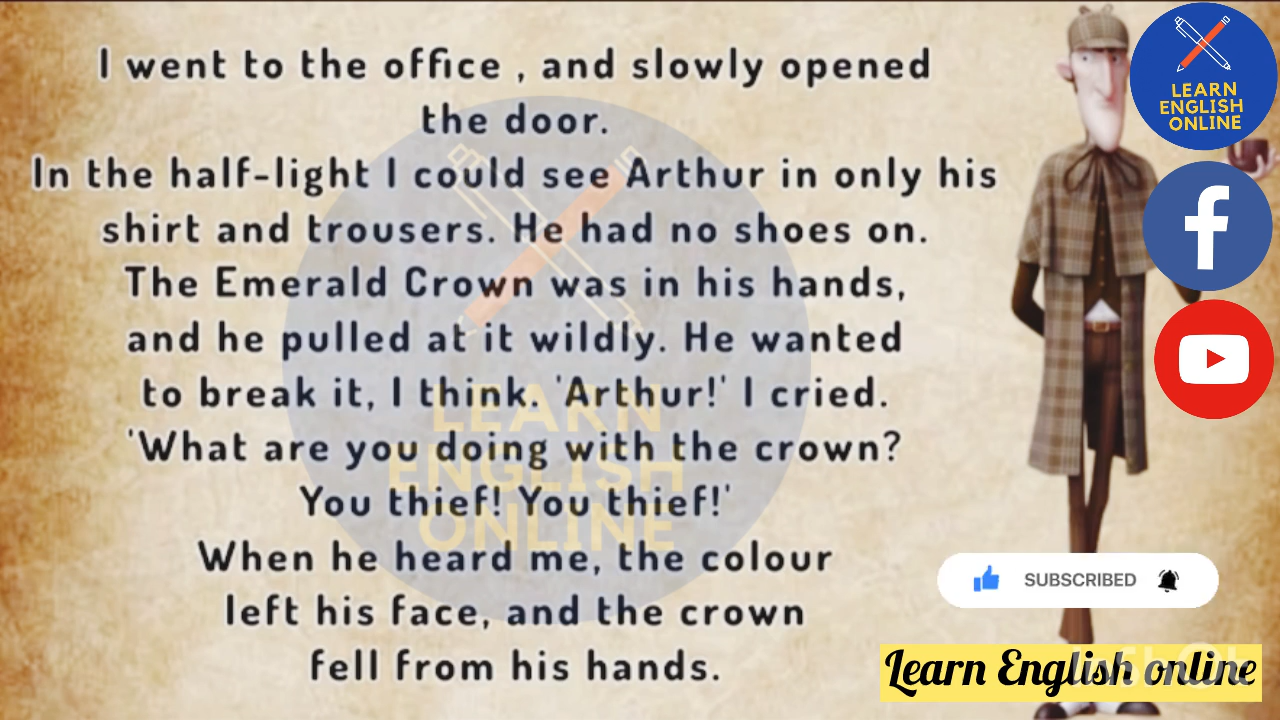 I went to the office , and slowly opened
the door.
In the half-light I could see Arthur in only his
shirt and trousers. He had no shoes on.
The Emerald Crown was in his hands,
and he pulled at it wildly. He wanted
to break it, I think. 'Arthur!' I cried.
'What are you doing with the crown?
You thief! You thief!'
When he heard me, the colour
left his face, and the crown
fell from his hands.
LEARN
ENGLISH
ONLINE
LEARN
ENGLISH
ONLINE
SUBSCRIBED
Learn English online